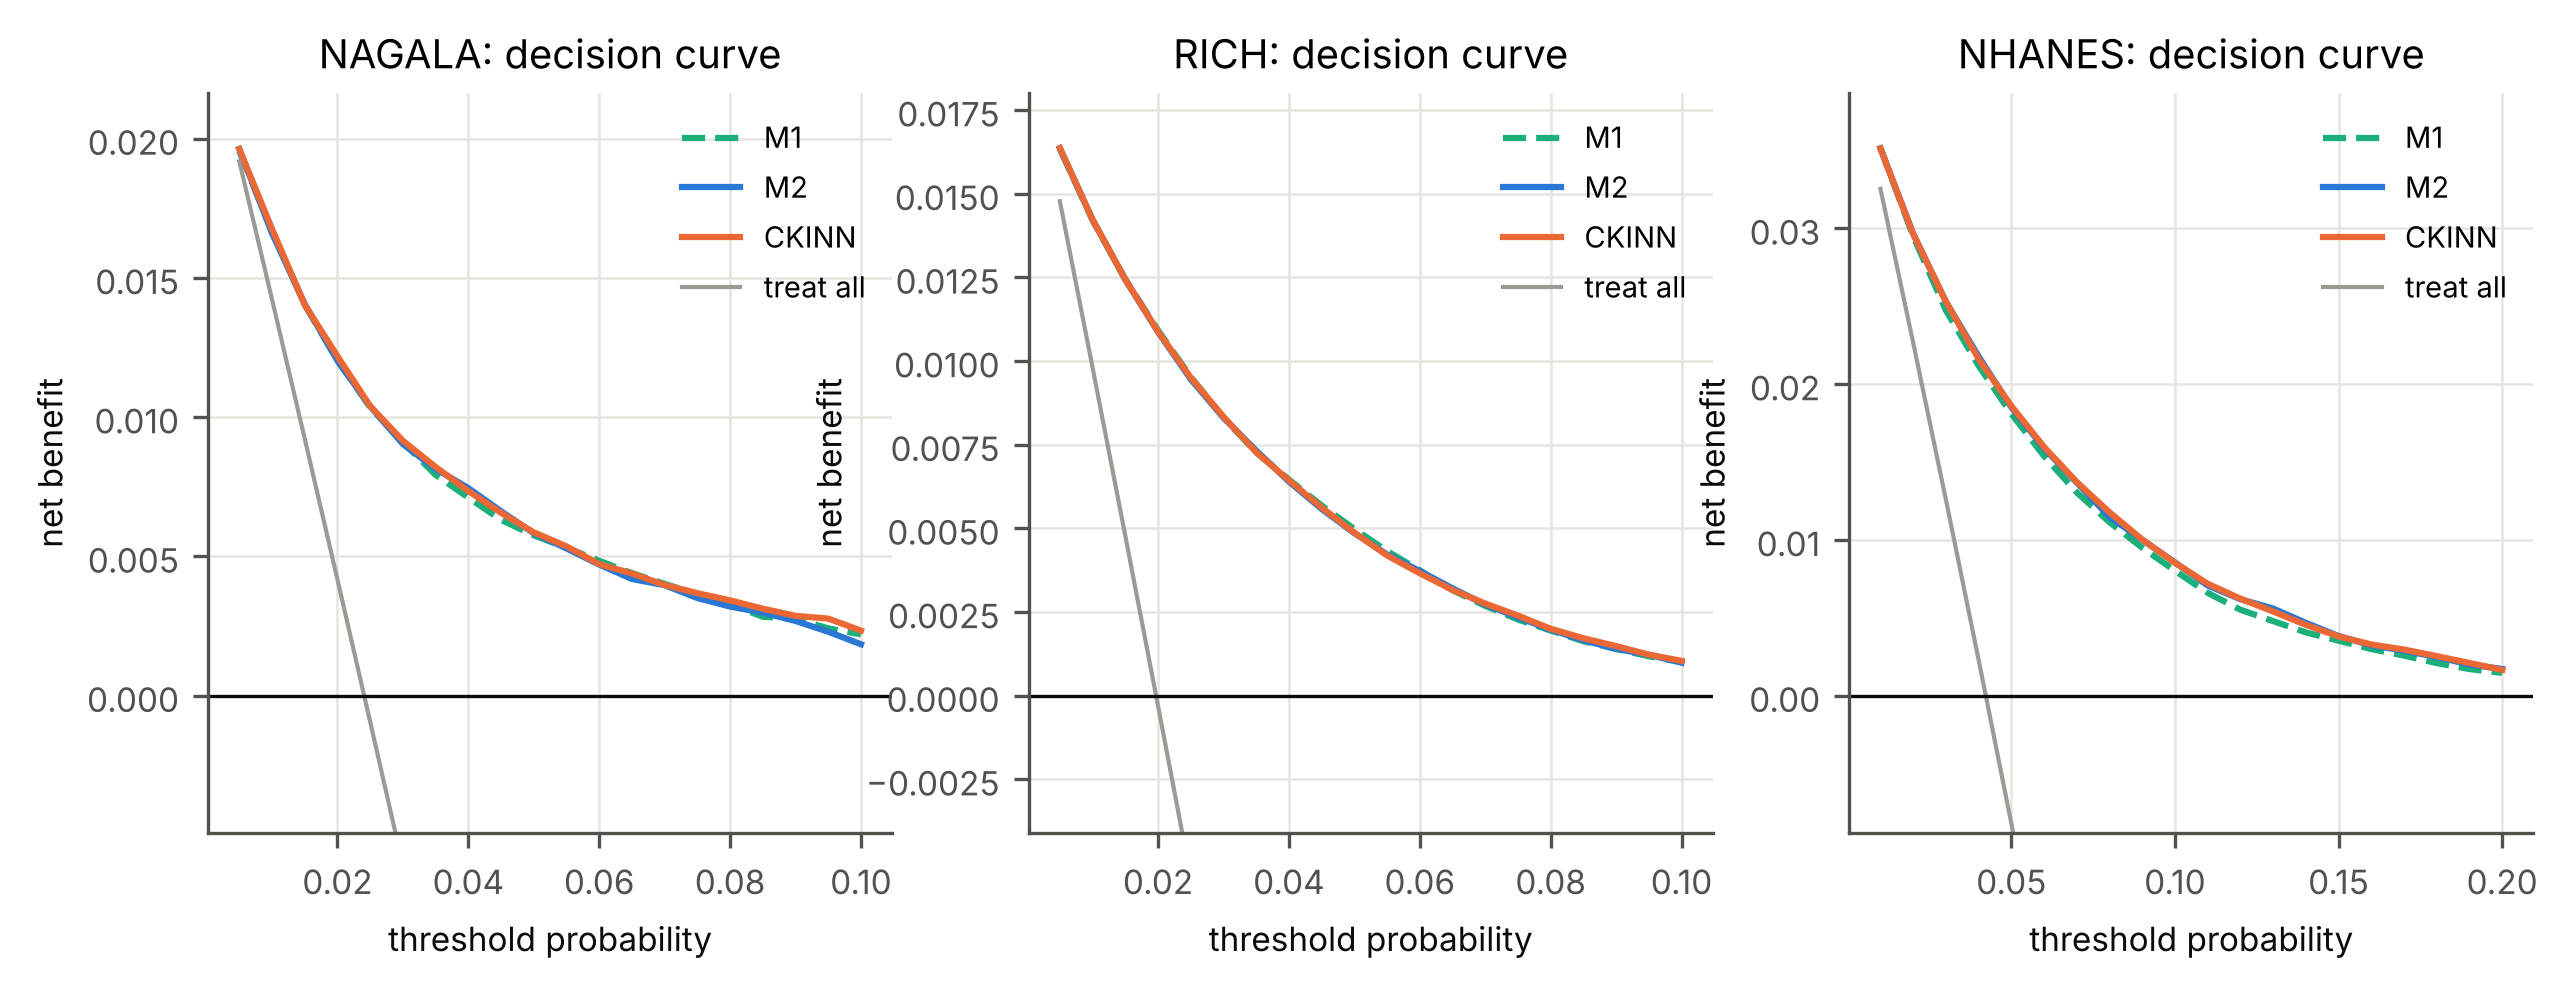 NAGALA: decision curve
net benefit
0.020
0.015
0.010
0.005
0.000
M1
M2
CKINN
treat all
0.02 0.04 0.06 0.08 0.10
threshold probability
RICH: decision curve
net benefit
0.0175
0.0150
0.0125
0.0100
0.0075
0.0050
0.0025
0.0000
−0.0025
M1
M2
CKINN
treat all
0.02 0.04 0.06 0.08 0.10
threshold probability
NHANES: decision curve
net benefit
0.03
0.02
0.01
0.00
M1
M2
CKINN
treat all
0.05 0.10 0.15 0.20
threshold probability